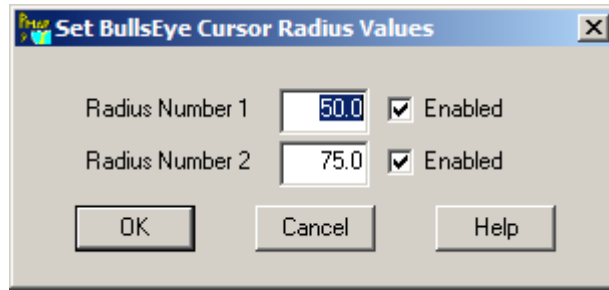 Set BullsEye Cursor Radius Values
Radius Number 1 50.0 Enabled
Radius Number 2 75.0 Enabled
OK Cancel Help